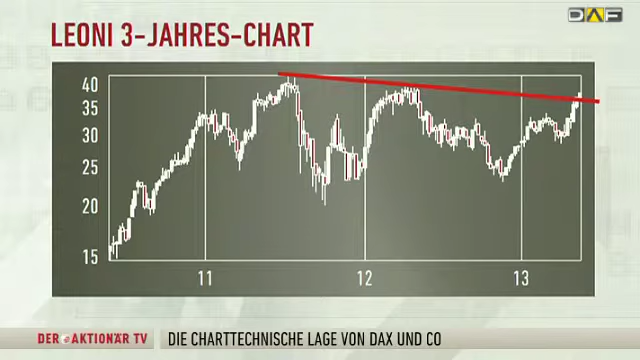 DAF
LEONI 3-JAHRES-CHART
40
35
30
25
20
15
11 12 13
DER AKTIONÄR TV
DIE CHARTTECHNISCHE LAGE VON DAX UND CO